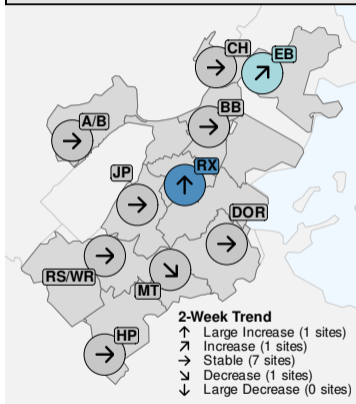 CH
EB
BB
A/B
RX
JP
DOR
RS/WR
MT
HP
2-Week Trend
↑ Large Increase (1 sites)
↗ Increase (1 sites)
→ Stable (7 sites)
↘ Decrease (1 sites)
↓ Large Decrease (0 sites)